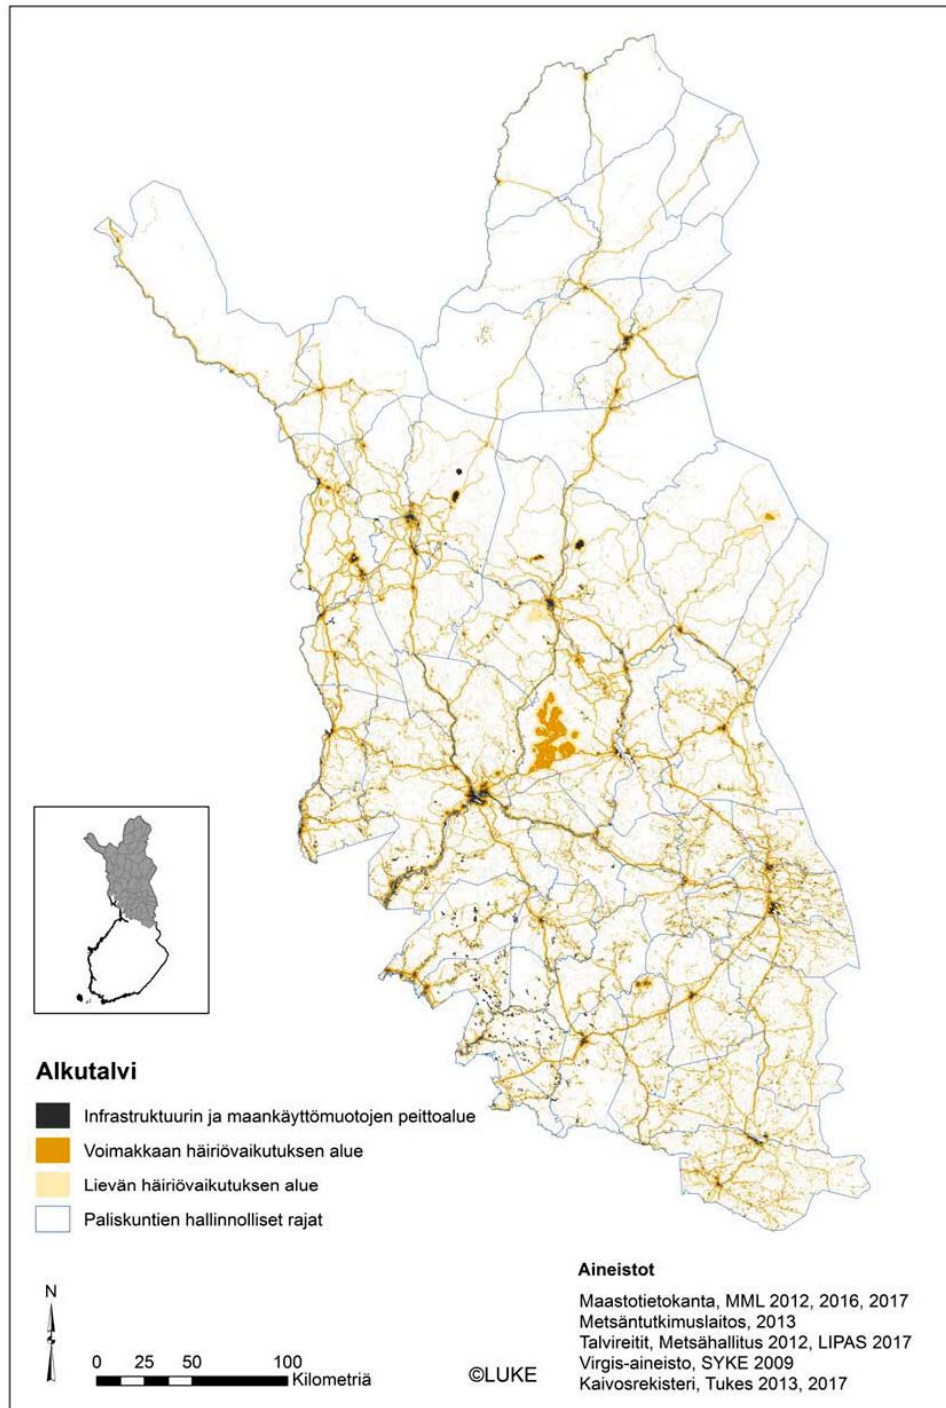 Alkutalvi
Infrastruktuurin ja maankäyttömuotojen peittoalue
Voimakkaan häiriövaikutuksen alue
Lievän häiriövaikutuksen alue
Paliskuntien hallinnolliset rajat
N
0 25 50 100
Kilometriä
©LUKE
Aineistot
Maastotietokanta, MML 2012, 2016, 2017
Metsäntutkimuslaitos, 2013
Talvireitit, Metsähallitus 2012, LIPAS 2017
Virgis-aineisto, SYKE 2009
Kaivosrekisteri, Tukes 2013, 2017